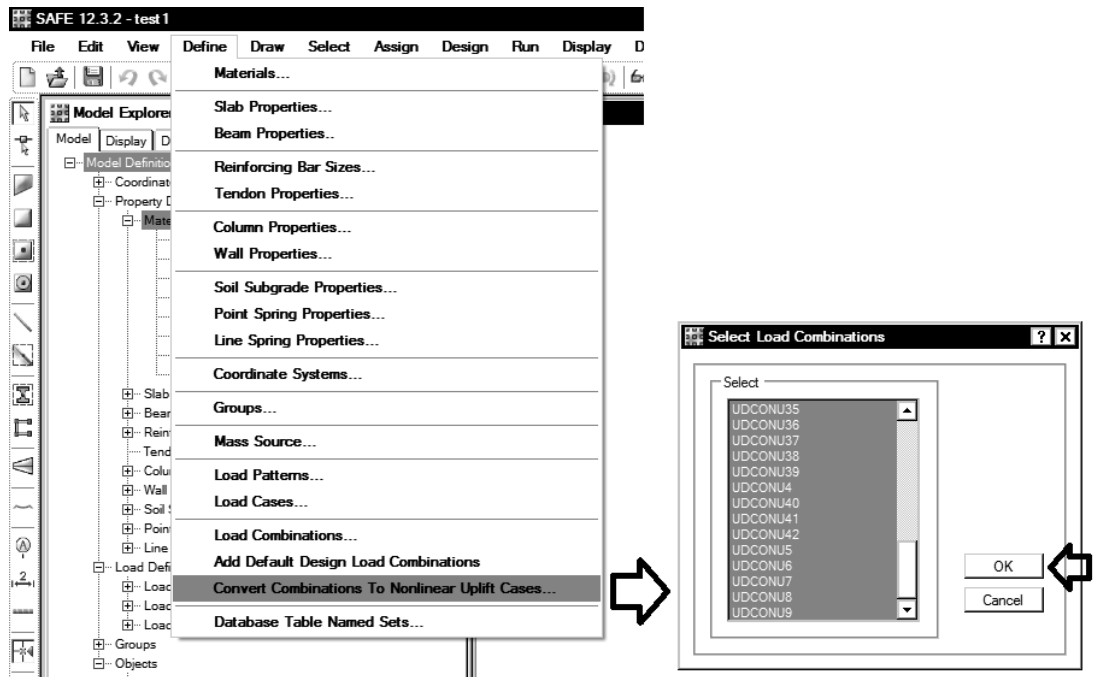 SAFE 12.3.2 - test1
File Edit View Define Draw Select Assign Design Run Display D
Model Explorer
Model Display D
Model Definitio
Coordinat
Property D
Mate
Slab
Bear
Rein
Tend
Colu
Wall
Soil S
Poin
Line
Load Defi
Load
Load
Load
Groups
Objects
A
2
Materials...
Slab Properties...
Beam Properties..
Reinforcing Bar Sizes...
Tendon Properties...
Column Properties...
Wall Properties...
Soil Subgrade Properties...
Point Spring Properties...
Line Spring Properties...
Coordinate Systems...
Groups...
Mass Source...
Load Patterns...
Load Cases...
Load Combinations...
Add Default Design Load Combinations
Convert Combinations To Nonlinear Uplift Cases...
Database Table Named Sets...
Select Load Combinations
? X
Select
UDCONU35
UDCONU36
UDCONU37
UDCONU38
UDCONU39
UDCONU4
UDCONU40
UDCONU41
UDCONU42
UDCONU5
UDCONU6
UDCONU7
UDCONU8
UDCONU9
OK
Cancel